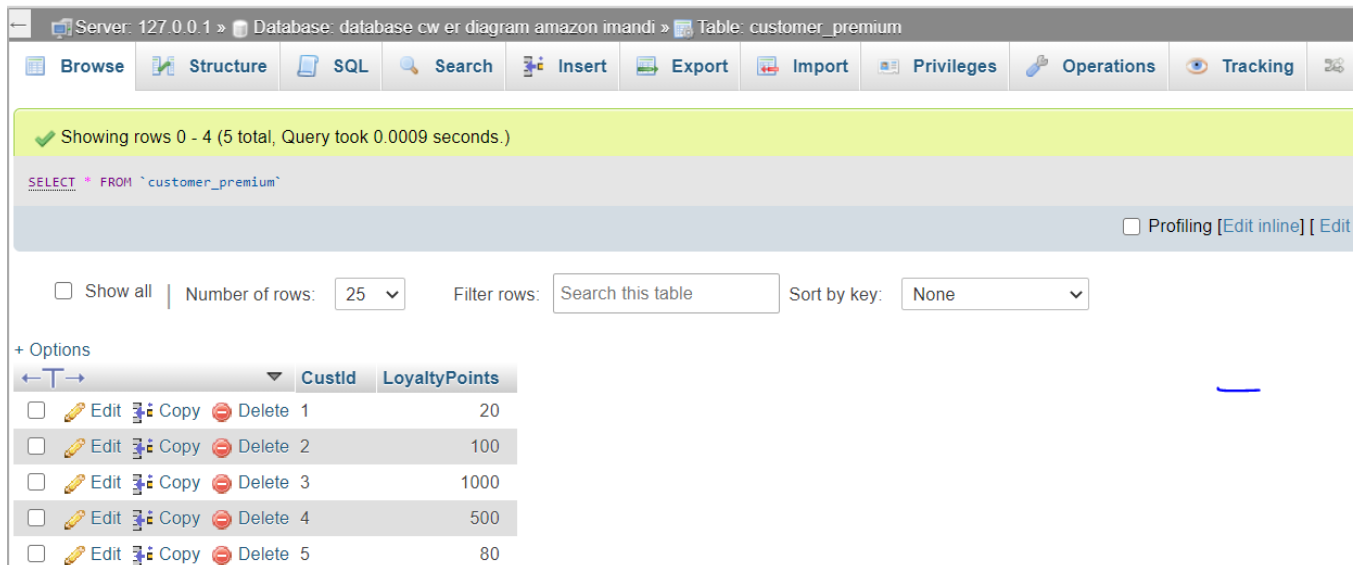 Server: 127.0.0.1 » Database: database cw er diagram amazon imandi » Table: customer_premium
Browse Structure SQL Search Insert Export Import Privileges Operations Tracking
Showing rows 0 - 4 (5 total, Query took 0.0009 seconds.)
SELECT * FROM `customer_premium`
Profiling [Edit inline] [ Edit
Show all | Number of rows: 25 Filter rows: Search this table Sort by key: None
+ Options
←T→ CustId LoyaltyPoints
Edit Copy Delete 1 20
Edit Copy Delete 2 100
Edit Copy Delete 3 1000
Edit Copy Delete 4 500
Edit Copy Delete 5 80